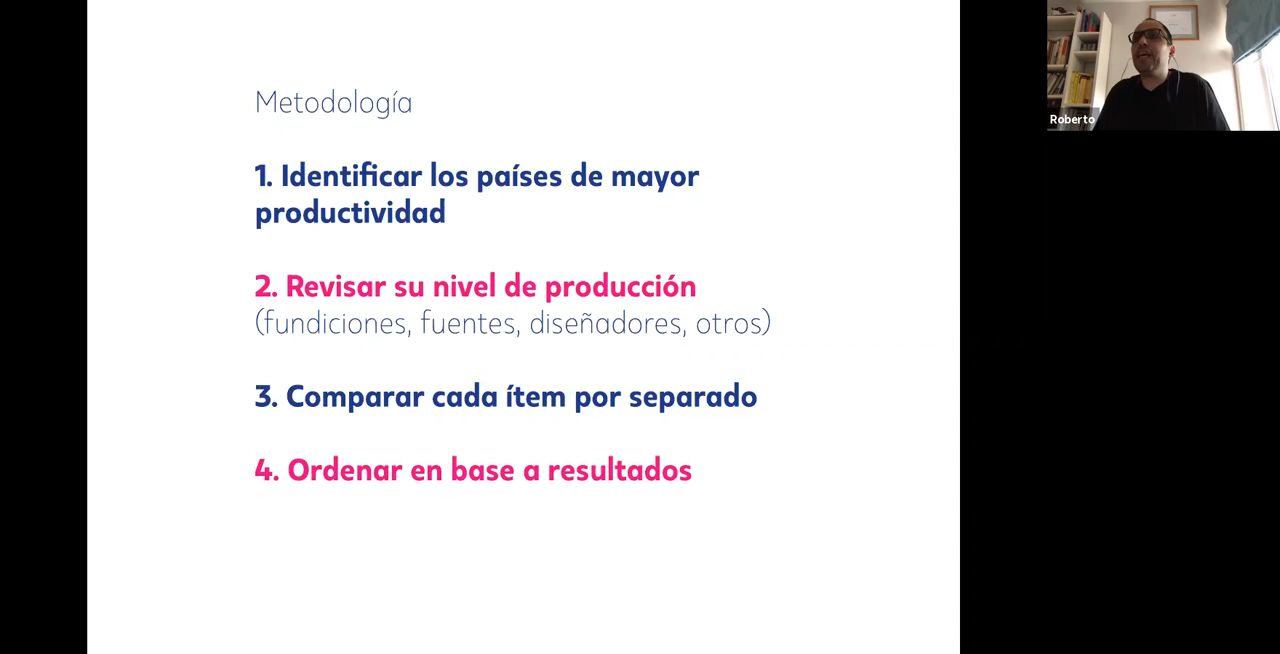 Metodología
1. Identificar los países de mayor
productividad
2. Revisar su nivel de producción
(fundiciones, fuentes, diseñadores, otros)
3. Comparar cada ítem por separado
4. Ordenar en base a resultados
Roberto